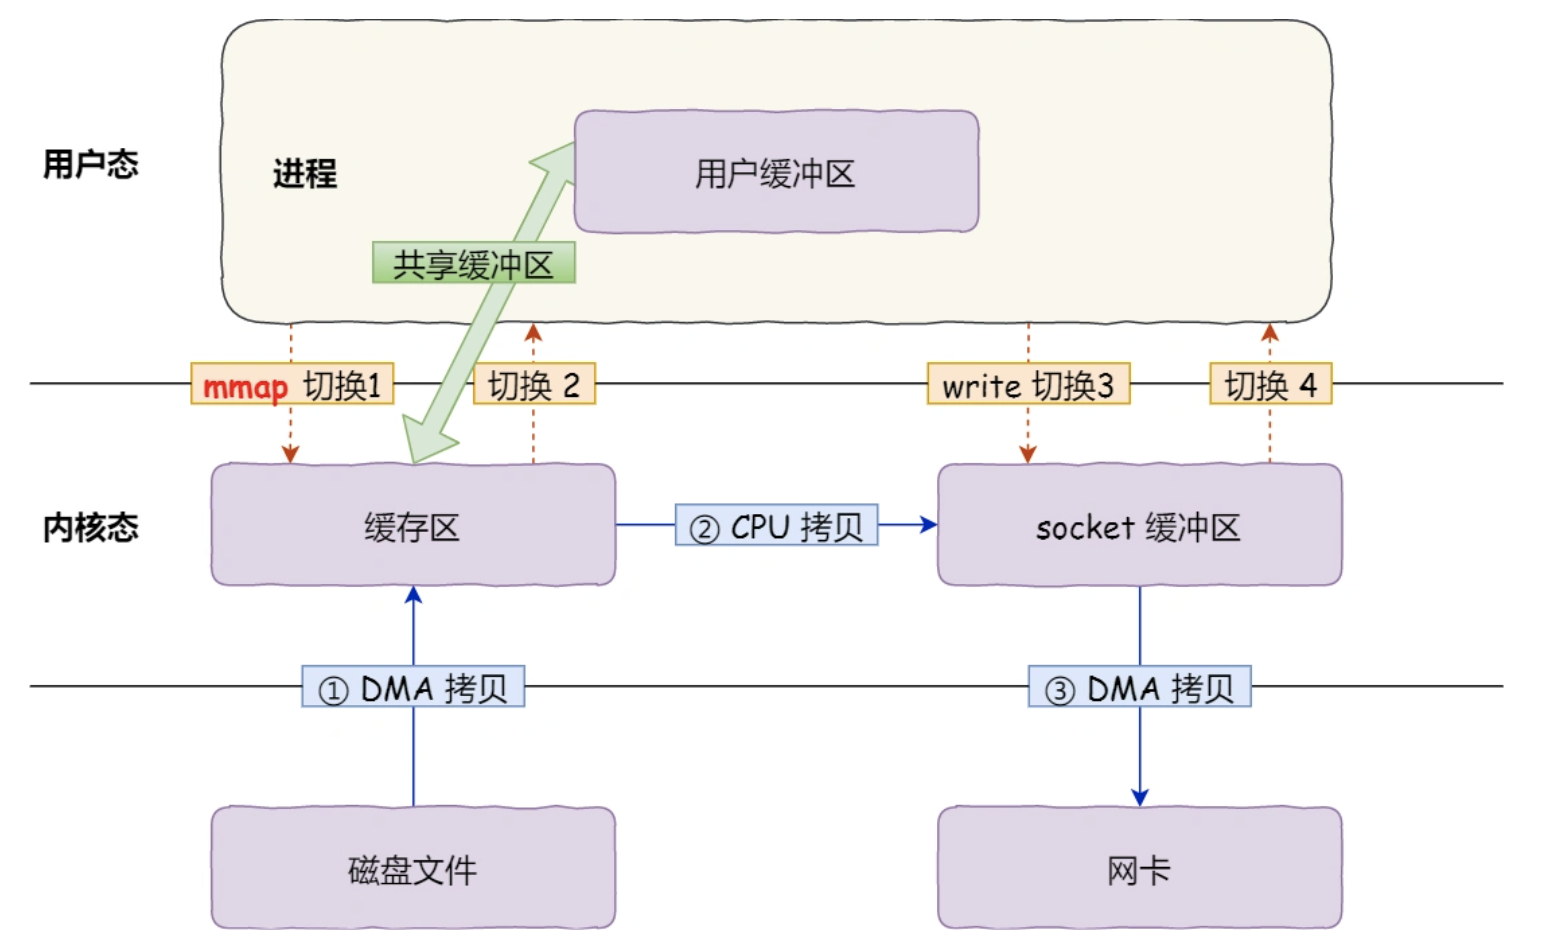 用户态
进程
用户缓冲区
共享缓冲区
mmap 切换1
切换 2
write 切换3
切换 4
内核态
缓存区
② CPU 拷贝
socket 缓冲区
① DMA 拷贝
③ DMA 拷贝
磁盘文件
网卡